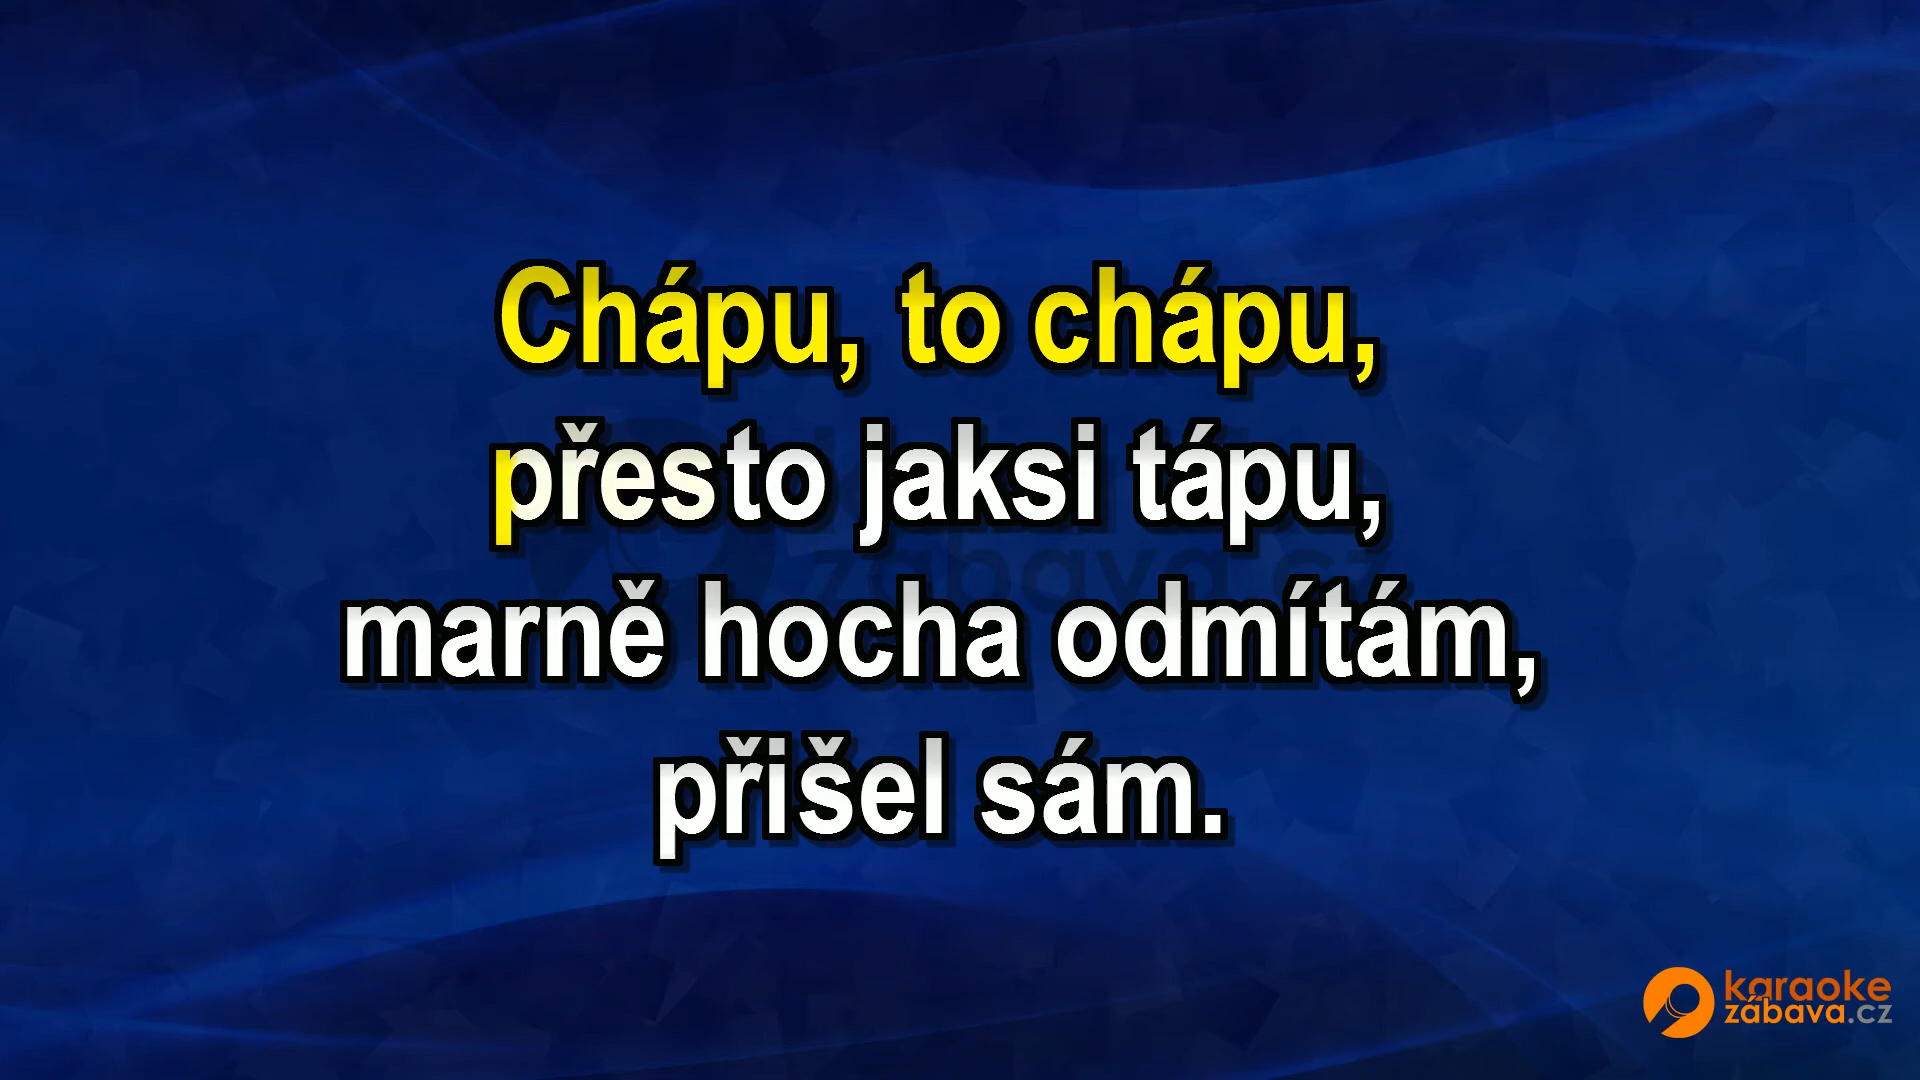 Chápu, to chápu,
přesto jaksi tápu,
marně hocha odmítám,
přišel sám.
karaoke
zábava.cz